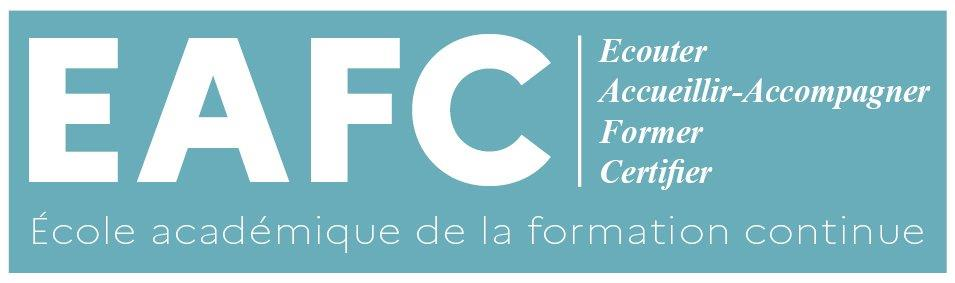 EAFC
Ecouter
Accueillir-Accompagner
Former
Certifier
École académique de la formation continue